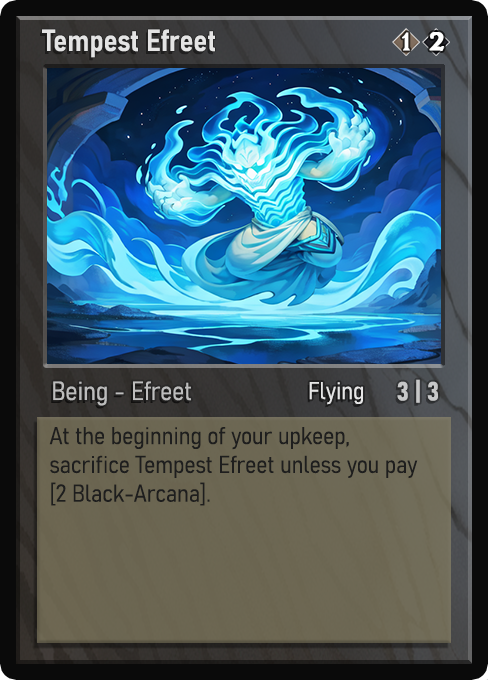 Tempest Efreet 1 2
Being - Efreet Flying 3|3
At the beginning of your upkeep,
sacrifice Tempest Efreet unless you pay
[2 Black-Arcana].